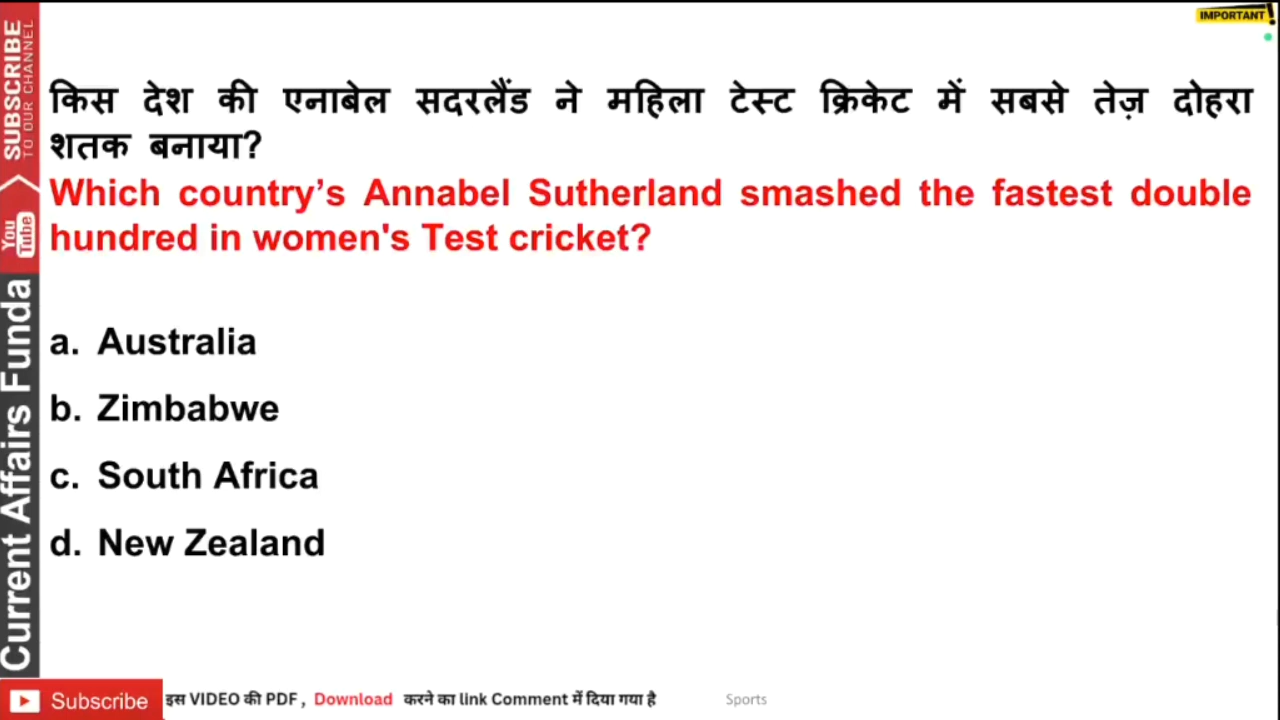 IMPORTANT!
किस देश की एनाबेल सदरलैंड ने महिला टेस्ट क्रिकेट में सबसे तेज़ दोहरा
शतक बनाया?
Which country’s Annabel Sutherland smashed the fastest double
hundred in women's Test cricket?
a. Australia
b. Zimbabwe
c. South Africa
d. New Zealand
SUBSCRIBE
TO OUR CHANNEL
You
Tube
Current Affairs Funda
Subscribe इस VIDEO की PDF , Download करने का link Comment में दिया गया है Sports